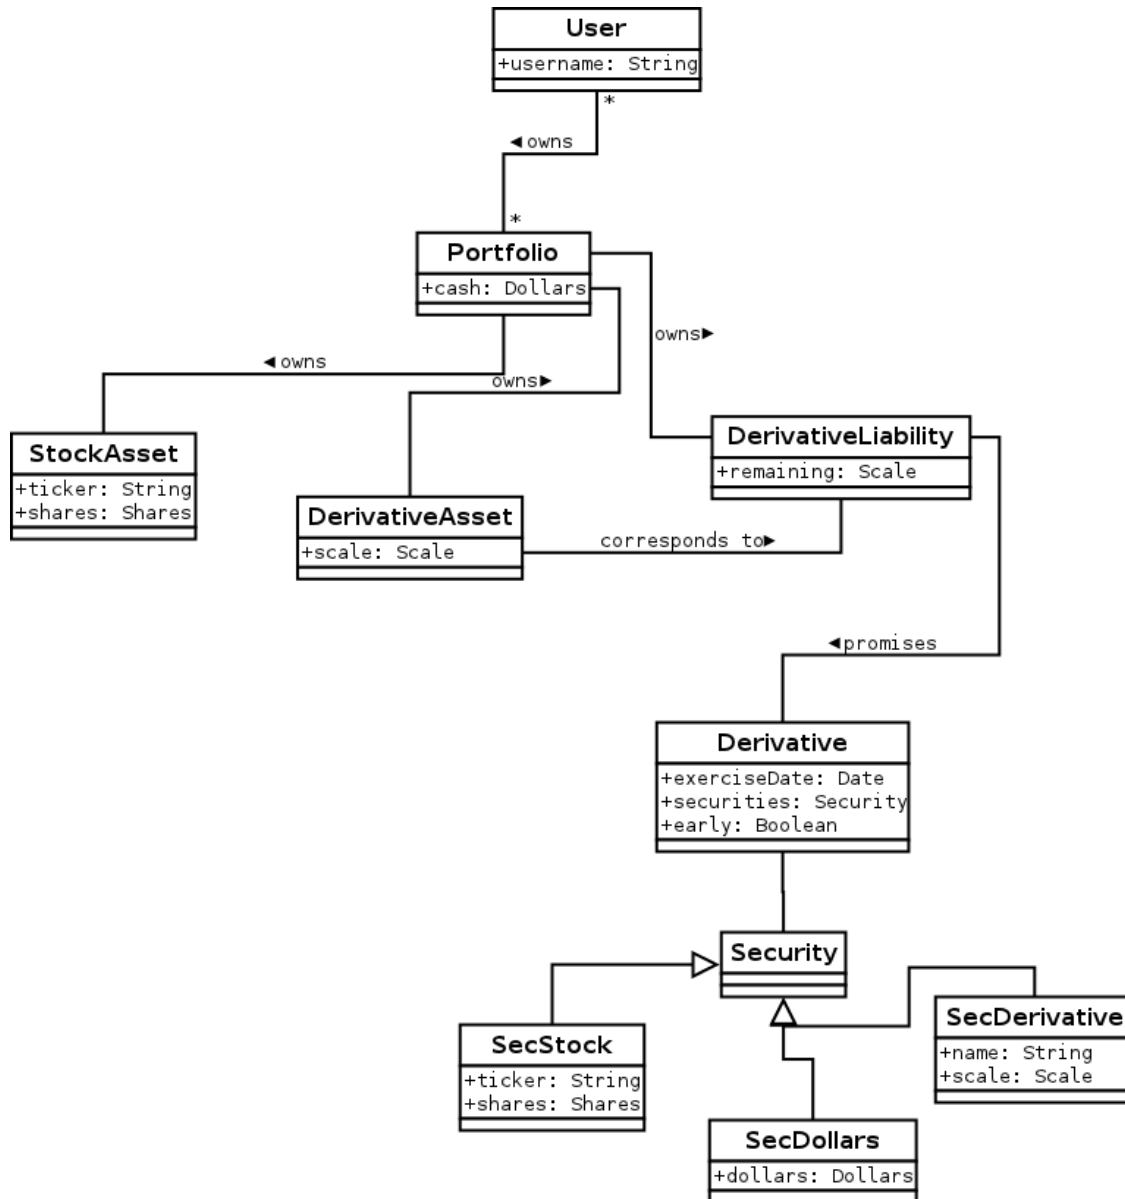 User
+username: String
*
◄owns
*
Portfolio
+cash: Dollars
owns►
◄owns
owns►
StockAsset
+ticker: String
+shares: Shares
DerivativeLiability
+remaining: Scale
DerivativeAsset
+scale: Scale
corresponds to►
◄promises
Derivative
+exerciseDate: Date
+securities: Security
+early: Boolean
Security
SecStock
+ticker: String
+shares: Shares
SecDerivative
+name: String
+scale: Scale
SecDollars
+dollars: Dollars